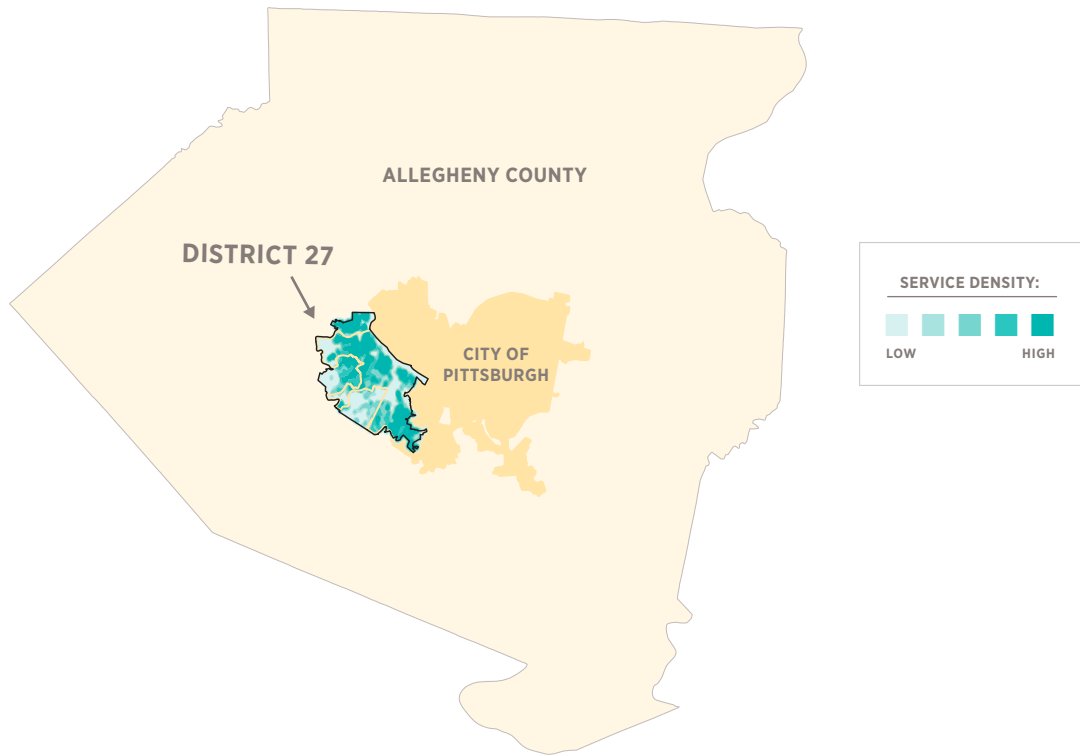 ALLEGHENY COUNTY
DISTRICT 27
CITY OF
PITTSBURGH
SERVICE DENSITY:
LOW
HIGH